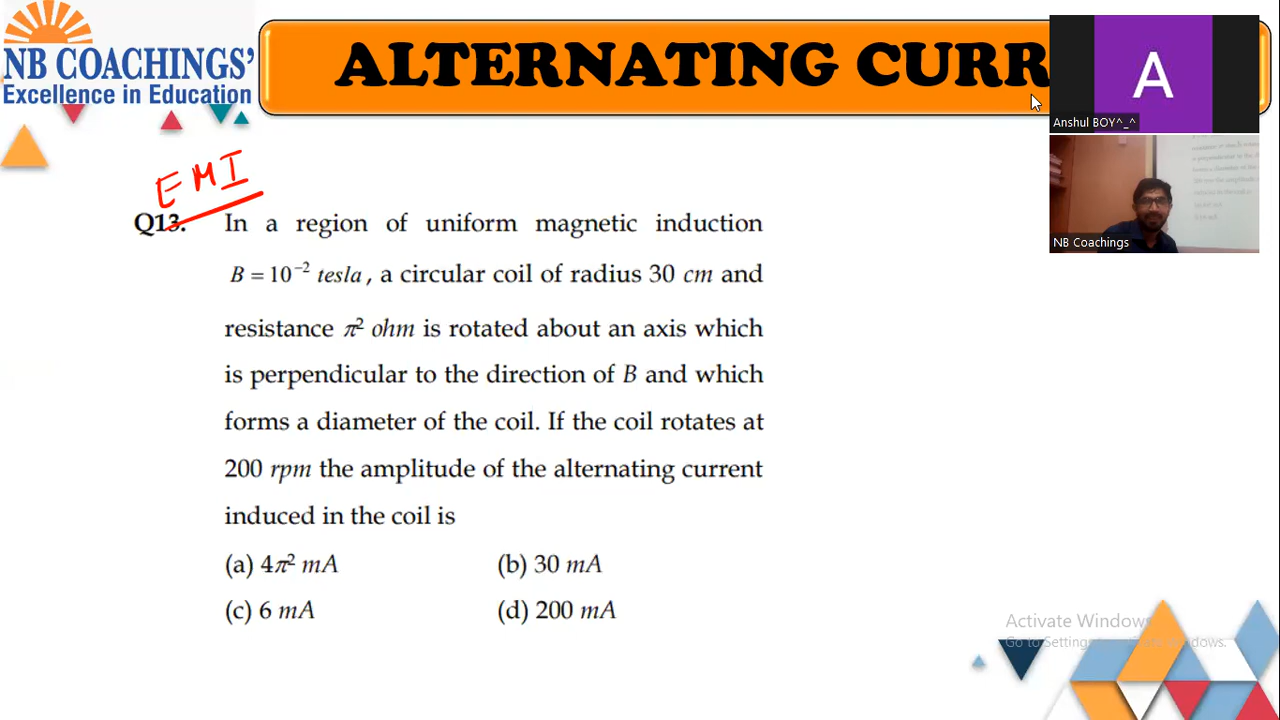 NB COACHINGS'
Excellence in Education
ALTERNATING CURR
A
Anshul BOY^_^
NB Coachings
EMI
Q13. In a region of uniform magnetic induction
B = 10⁻² tesla, a circular coil of radius 30 cm and
resistance π² ohm is rotated about an axis which
is perpendicular to the direction of B and which
forms a diameter of the coil. If the coil rotates at
200 rpm the amplitude of the alternating current
induced in the coil is
(a) 4π² mA (b) 30 mA
(c) 6 mA (d) 200 mA
Activate Windows